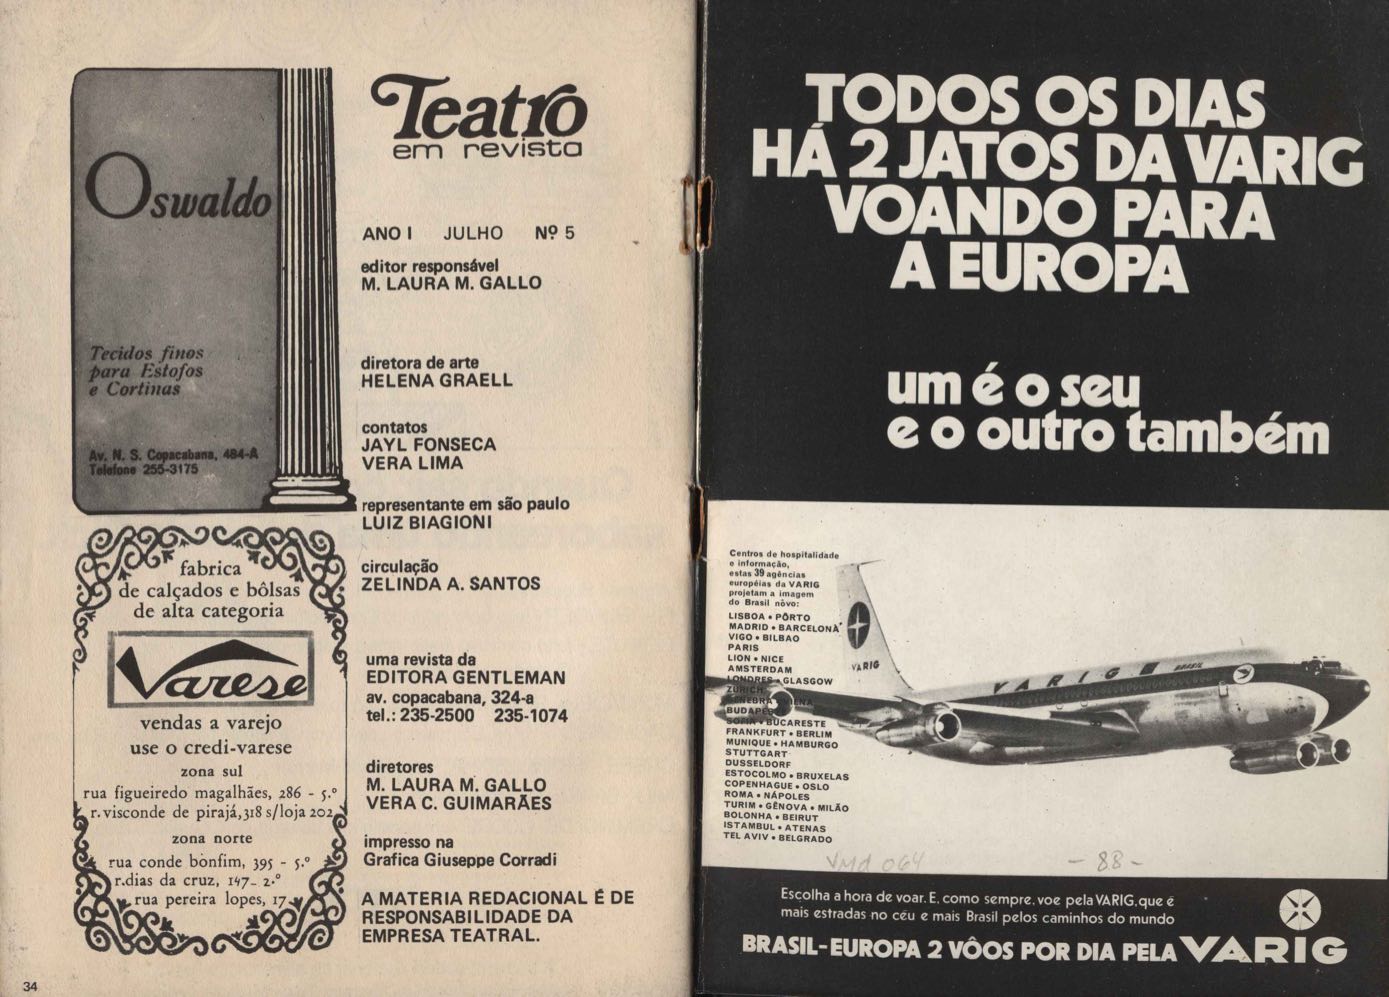 Oswaldo
Tecidos finos
para Estofos
e Cortinas
Av. N. S. Copacabana, 484-A
Telefone 255-3175
fabrica
de calçados e bôlsas
de alta categoria
Varese
vendas a varejo
use o credi-varese
zona sul
rua figueiredo magalhães, 286 - 5.º
r. visconde de pirajá, 318 s/loja 202
zona norte
rua conde bonfim, 395 - 5.º
r. dias da cruz, 147- 2.º
rua pereira lopes, 17
34
Teatro
em revista
ANO I JULHO Nº 5
editor responsável
M. LAURA M. GALLO
diretora de arte
HELENA GRAELL
contatos
JAYL FONSECA
VERA LIMA
representante em são paulo
LUIZ BIAGIONI
circulação
ZELINDA A. SANTOS
uma revista da
EDITORA GENTLEMAN
av. copacabana, 324-a
tel.: 235-2500 235-1074
diretores
M. LAURA M. GALLO
VERA C. GUIMARÃES
impresso na
Grafica Giuseppe Corradi
A MATERIA REDACIONAL É DE
RESPONSABILIDADE DA
EMPRESA TEATRAL.
TODOS OS DIAS
HÁ 2 JATOS DA VARIG
VOANDO PARA
A EUROPA
um é o seu
e o outro também
Centros de hospitalidade
e informação,
estas 39 agências
européias da VARIG
projetam a imagem
do Brasil nôvo:
LISBOA • PÔRTO
MADRID • BARCELONA
VIGO • BILBAO
PARIS
LION • NICE
AMSTERDAM
LONDRES • GLASGOW
ZURICH
GENEBRA • VIENA
BUDAPEST
SOFIA • BUCARESTE
FRANKFURT • BERLIM
MUNIQUE • HAMBURGO
STUTTGART
DUSSELDORF
ESTOCOLMO • BRUXELAS
COPENHAGUE • OSLO
ROMA • NÁPOLES
TURIM • GÊNOVA • MILÃO
BOLONHA • BEIRUT
ISTAMBUL • ATENAS
TEL AVIV • BELGRADO
VARIG
VARIG BRASIL
VMd 064 - 88 -
Escolha a hora de voar. E, como sempre, voe pela VARIG, que é
mais estradas no céu e mais Brasil pelos caminhos do mundo
BRASIL-EUROPA 2 VÔOS POR DIA PELA VARIG